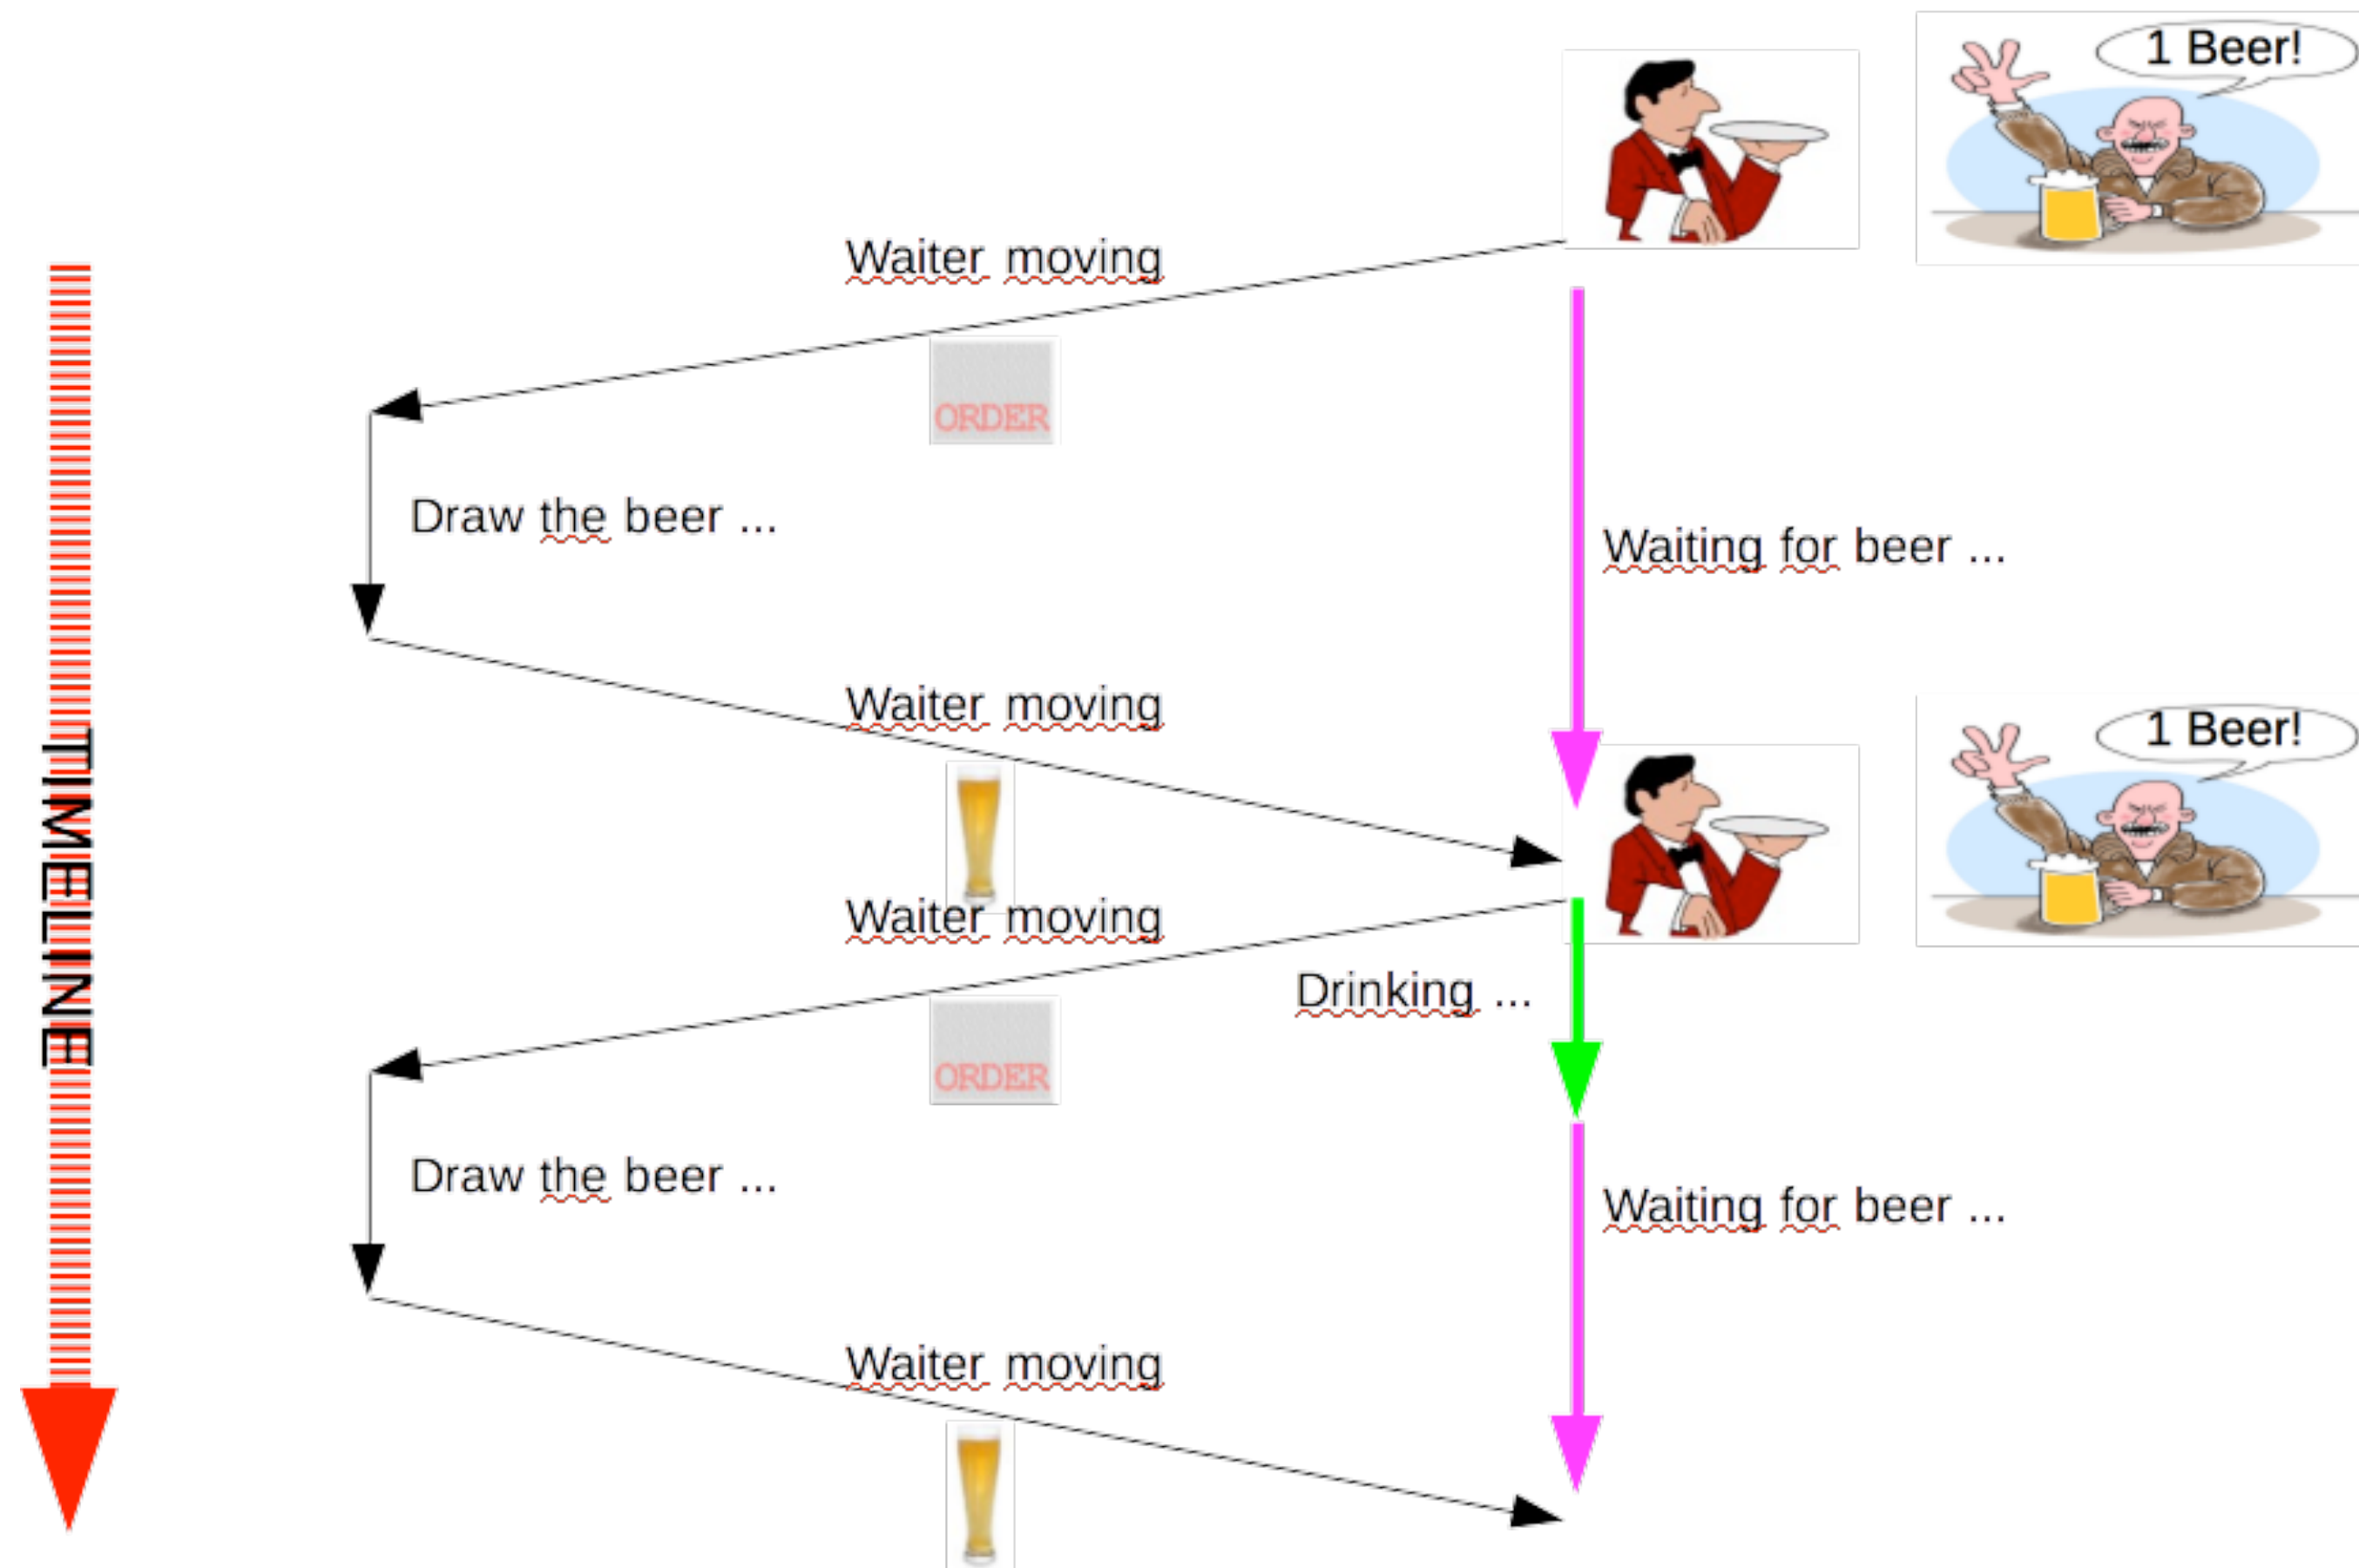 1 Beer!
Waiter moving
ORDER
Draw the beer ...
Waiting for beer ...
Waiter moving
1 Beer!
TIMELINE
Waiter moving
Drinking ...
ORDER
Draw the beer ...
Waiting for beer ...
Waiter moving